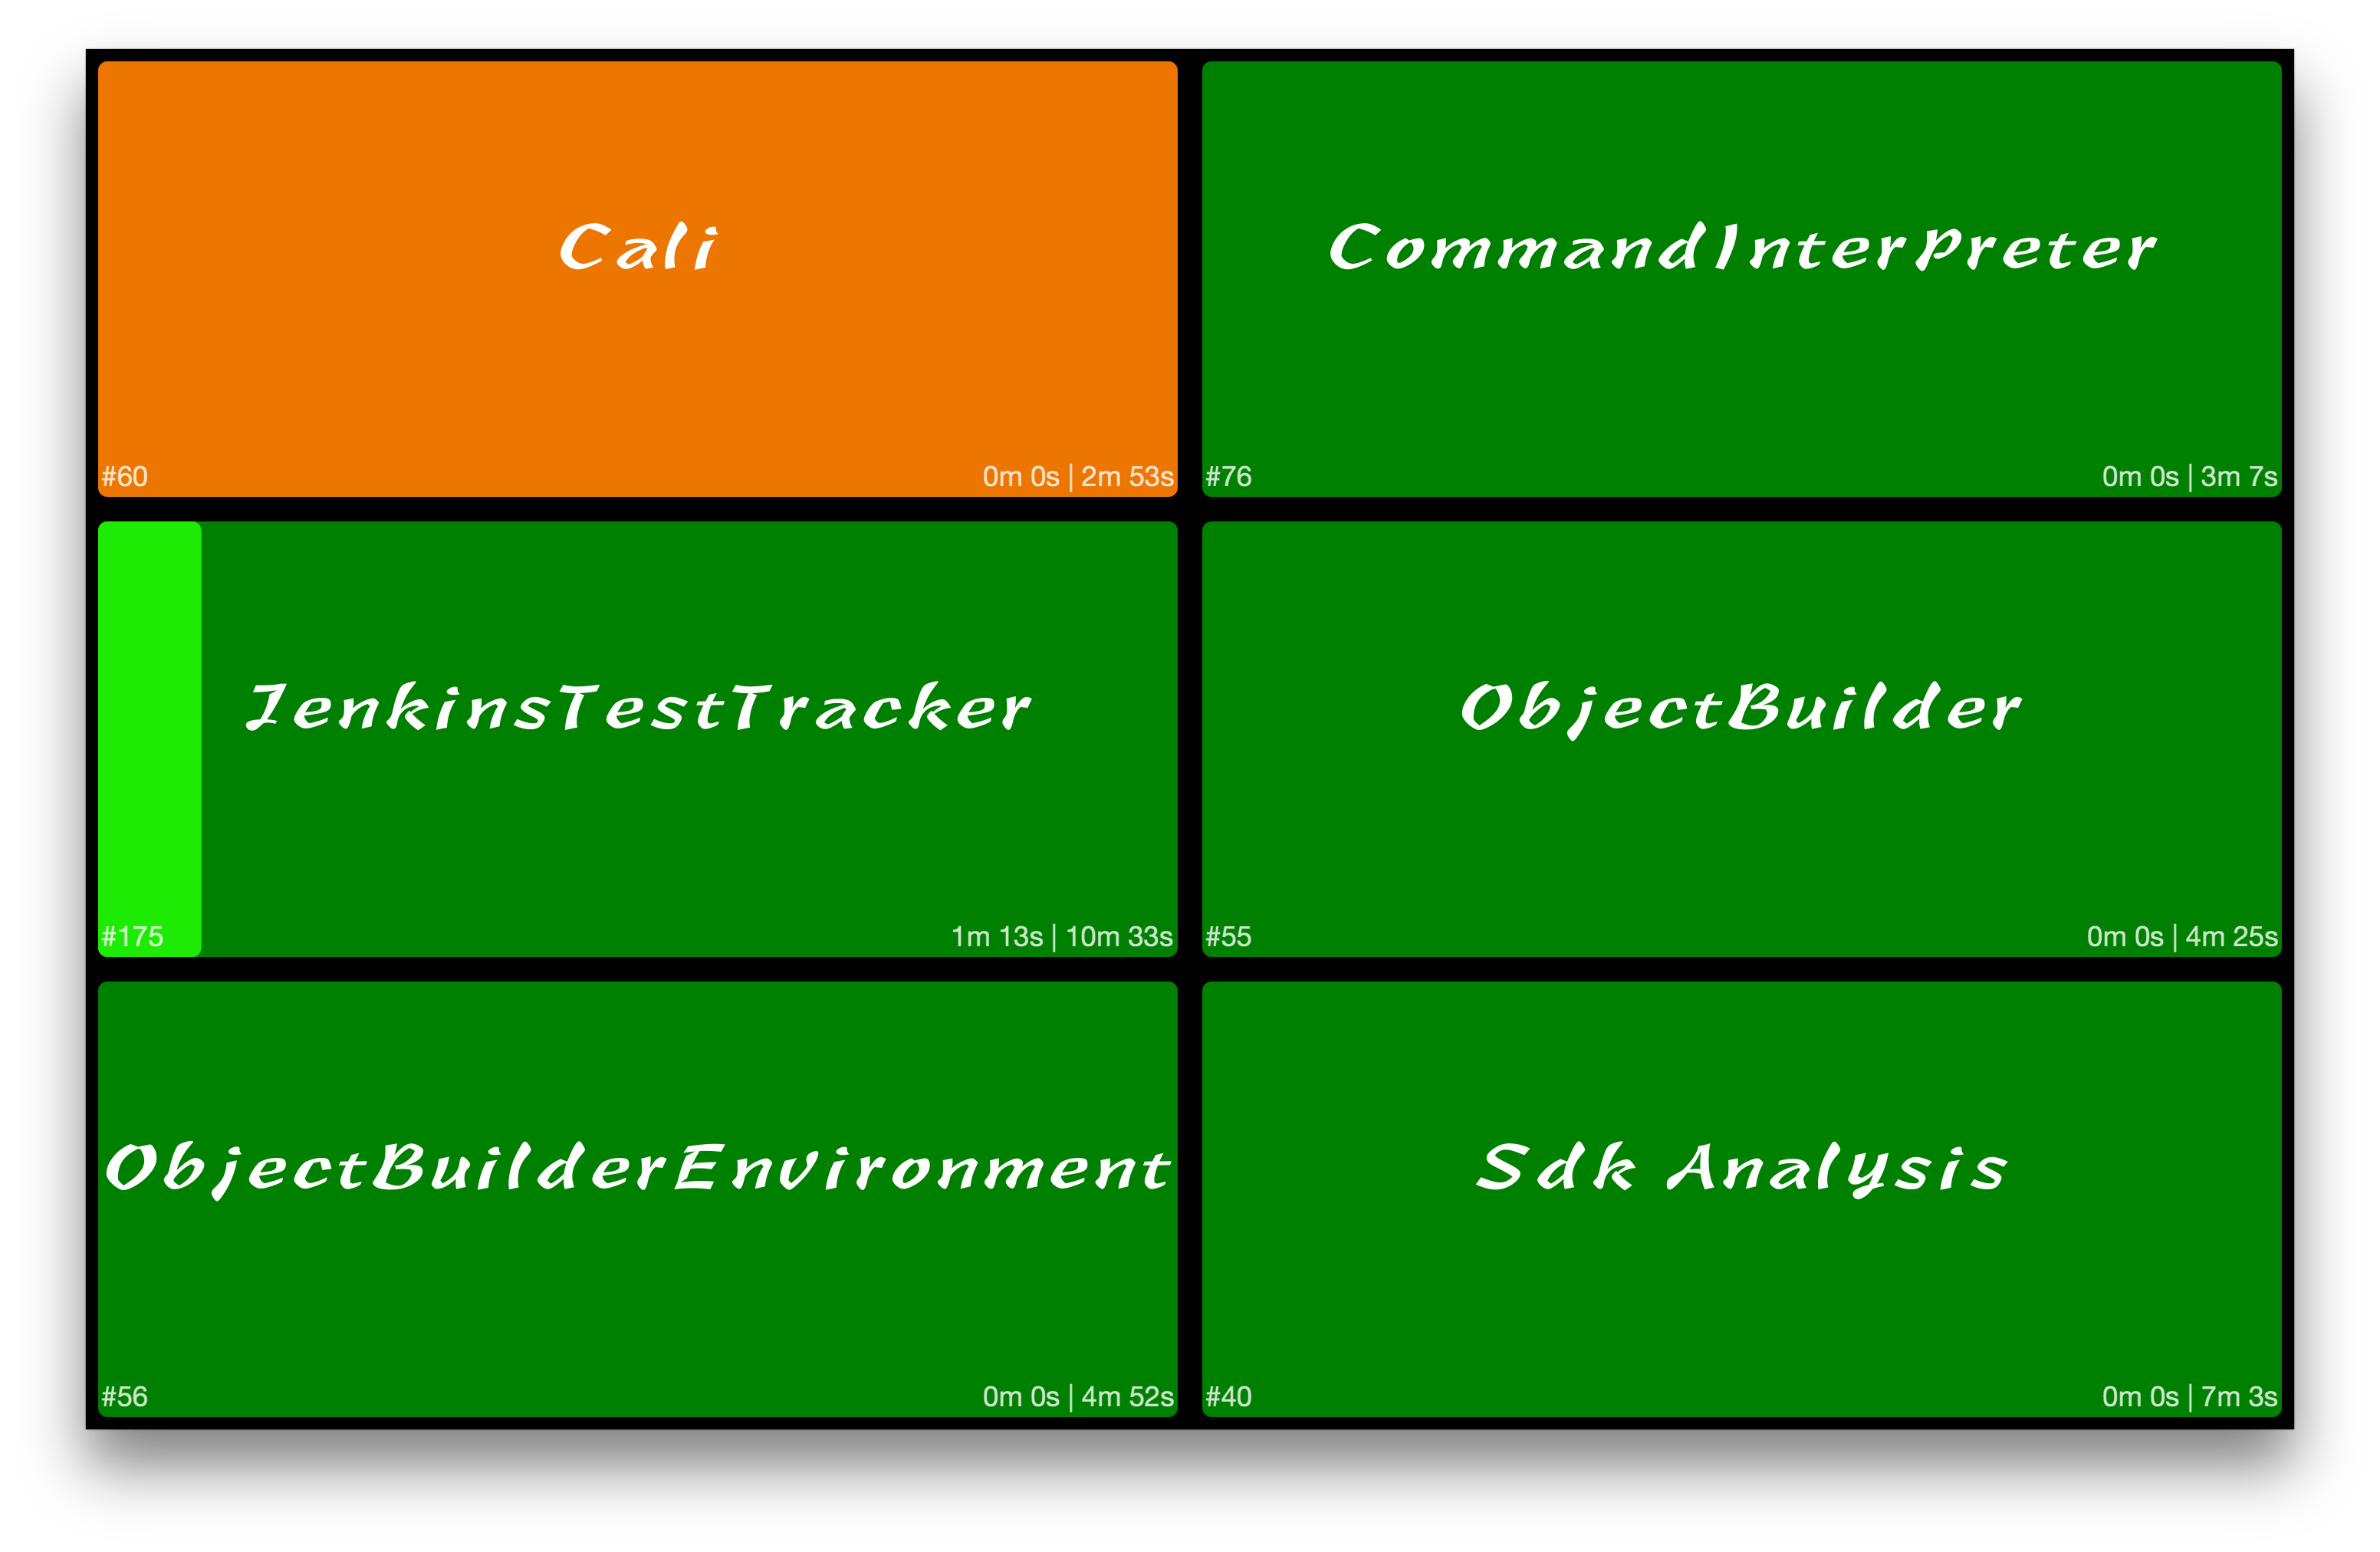 Cali
#60 0m 0s | 2m 53s
CommandInterpreter
#76 0m 0s | 3m 7s
JenkinsTestTracker
#175 1m 13s | 10m 33s
ObjectBuilder
#55 0m 0s | 4m 25s
ObjectBuilderEnvironment
#56 0m 0s | 4m 52s
Sdk Analysis
#40 0m 0s | 7m 3s